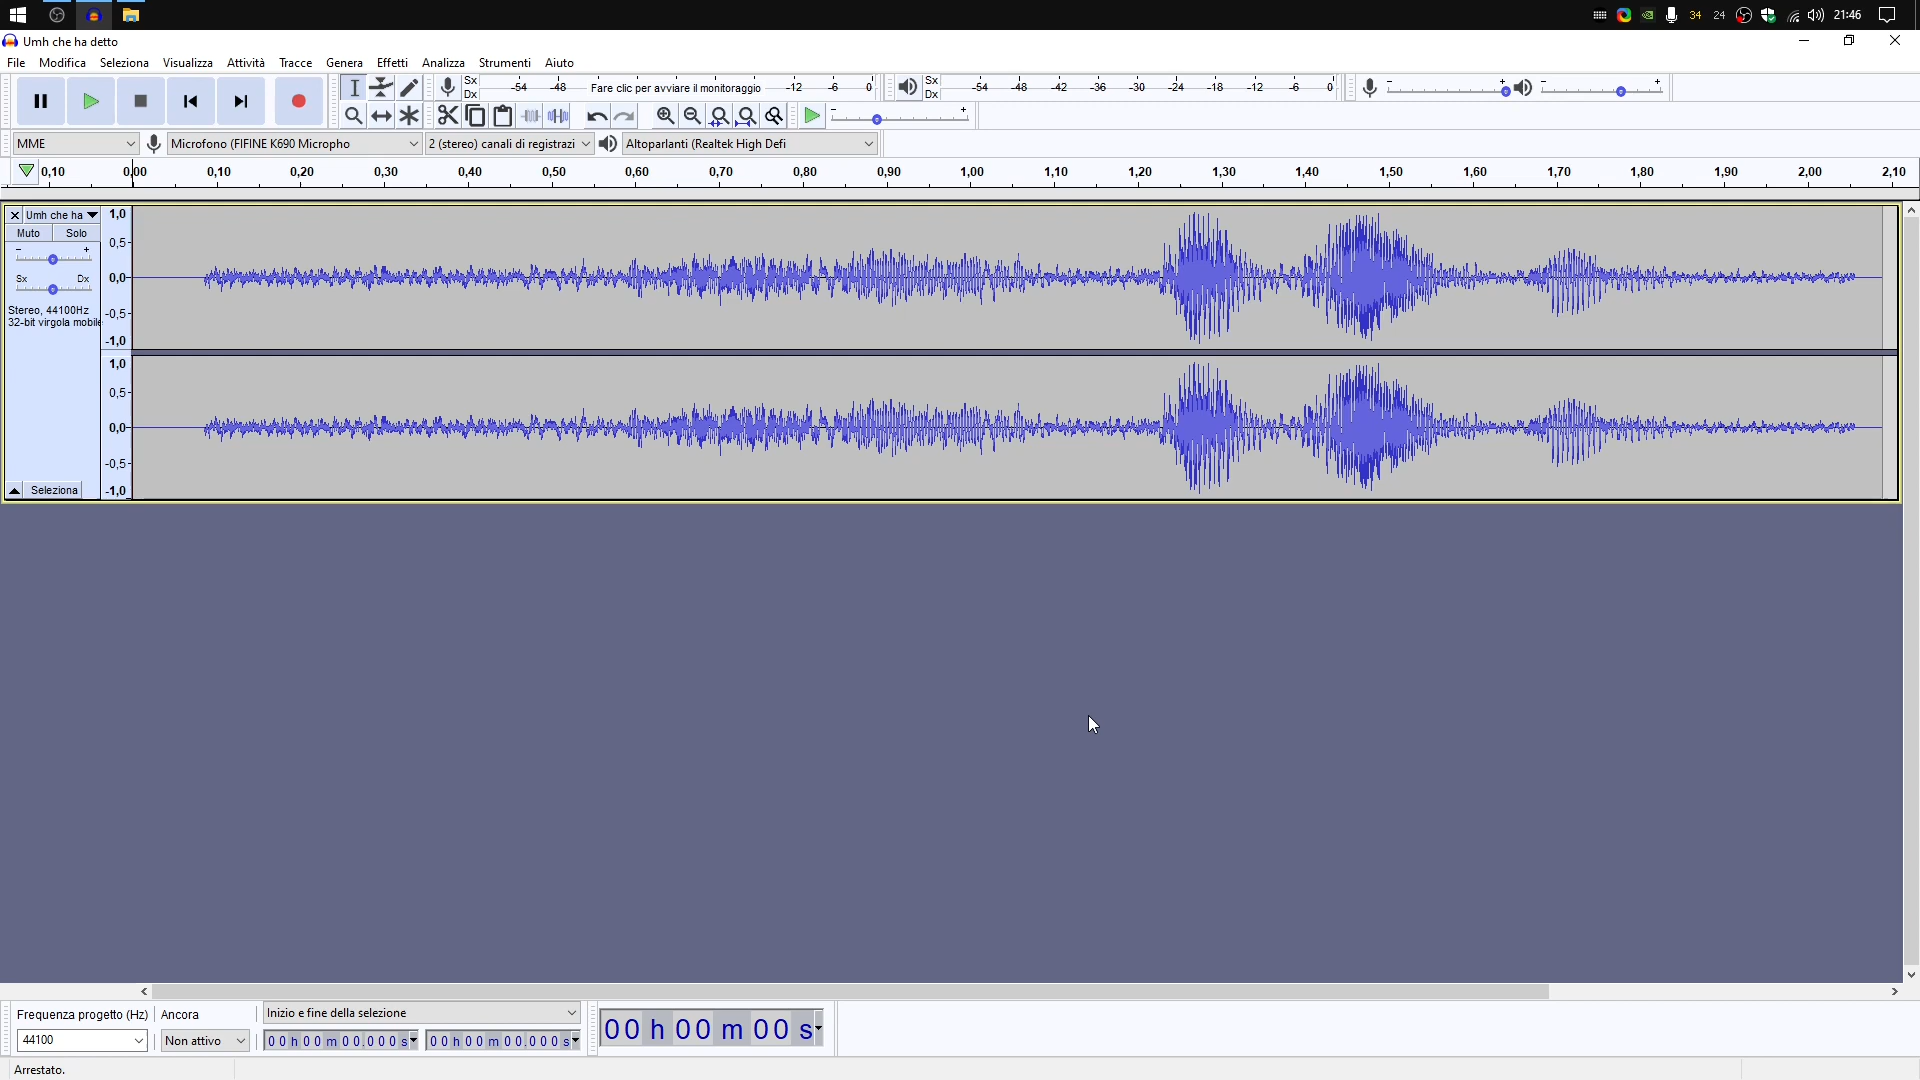 34 24 21:46
Umh che ha detto
File Modifica Seleziona Visualizza Attività Tracce Genera Effetti Analizza Strumenti Aiuto
Sx Dx -54 -48 Fare clic per avviare il monitoraggio -12 -6 0
Sx Dx -54 -48 -42 -36 -30 -24 -18 -12 -6 0
- +
- +
- +
MME Microfono (FIFINE K690 Micropho 2 (stereo) canali di registrazi Altoparlanti (Realtek High Defi
0,10 0,00 0,10 0,20 0,30 0,40 0,50 0,60 0,70 0,80 0,90 1,00 1,10 1,20 1,30 1,40 1,50 1,60 1,70 1,80 1,90 2,00 2,10
Umh che ha
Muto Solo
- +
Sx Dx
Stereo, 44100Hz
32-bit virgola mobile
Seleziona
1,0
0,5-
0,0-
-0,5-
-1,0
1,0
0,5-
0,0-
-0,5-
-1,0
Frequenza progetto (Hz) Ancora Inizio e fine della selezione
44100 Non attivo 00 h 00 m 00.000 s 00 h 00 m 00.000 s
00 h 00 m 00 s
Arrestato.